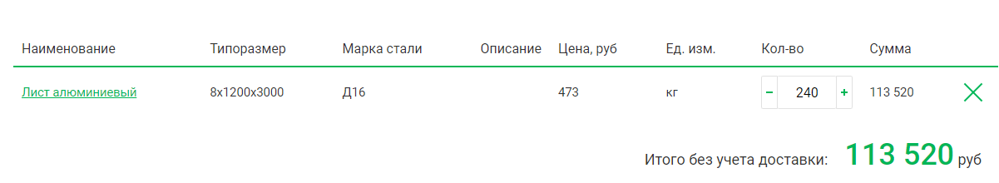 Наименование Типоразмер Марка стали Описание Цена, руб Ед. изм. Кол-во Сумма
Лист алюминиевый 8х1200х3000 Д16 473 кг − 240 + 113 520
Итого без учета доставки: 113 520 руб